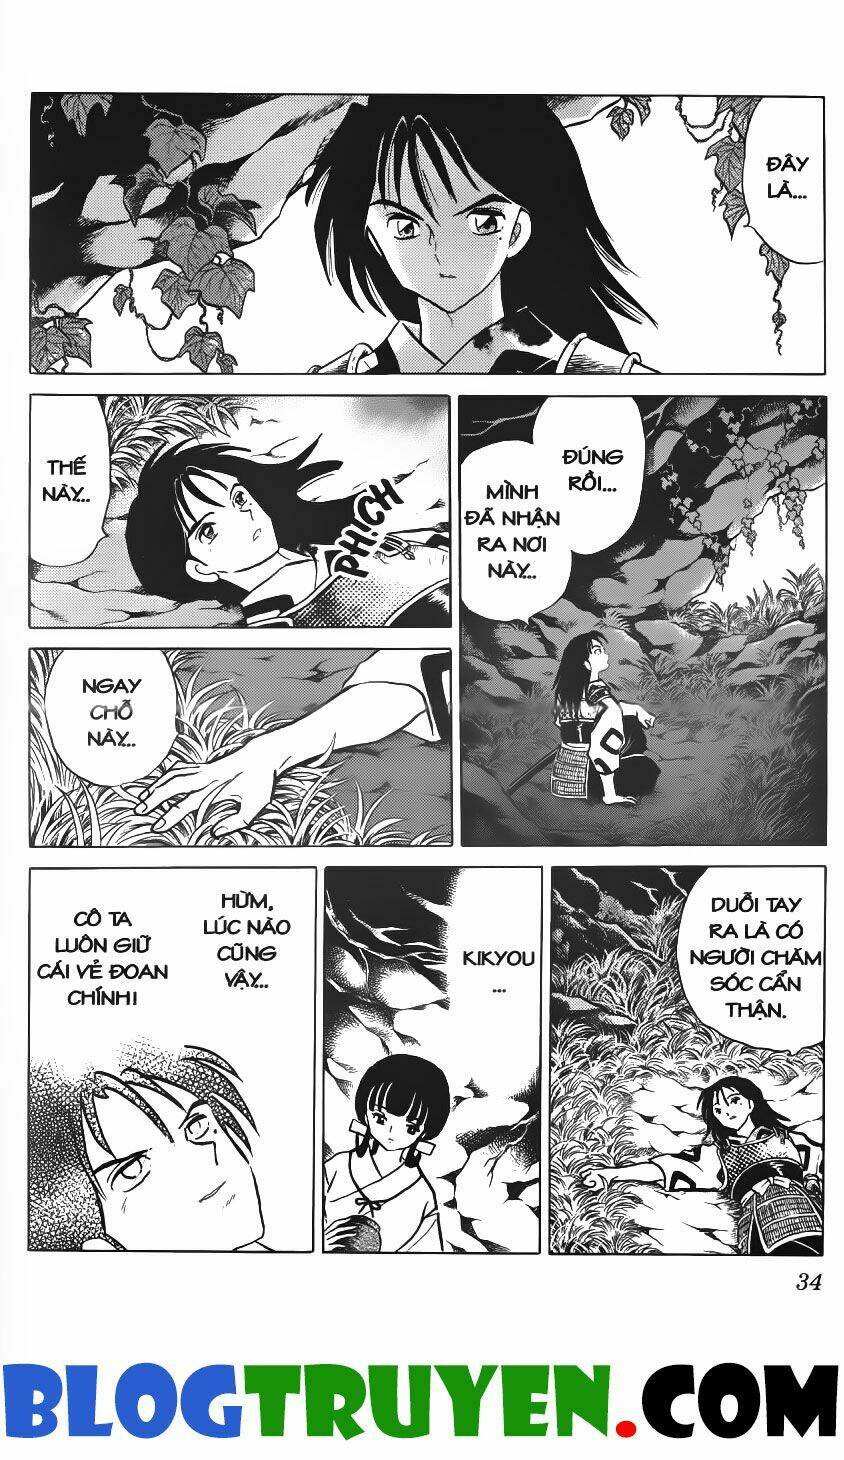 ĐÂY
LÀ...
ĐÚNG
RỒI...
MÌNH
ĐÃ NHẬN
RA NƠI
NÀY...
THẾ
NÀY...
PHỊCH
NGAY
CHỖ
NÀY...
DUỖI TAY
RA LÀ CÓ
NGƯỜI CHĂM
SÓC CẨN
THẬN.
KIKYOU
...
HỪM,
LÚC NÀO
CŨNG
VẬY...
CÔ TA
LUÔN GIỮ
CÁI VẺ ĐOAN
CHÍNH!
34
BLOGTRUYEN.COM